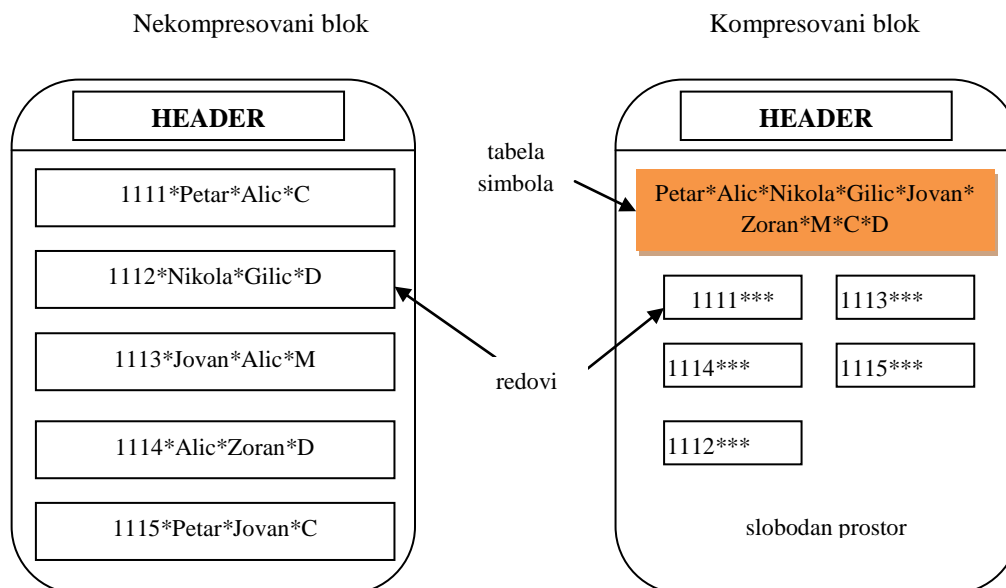 Nekompresovani blok
HEADER
1111*Petar*Alic*C
1112*Nikola*Gilic*D
1113*Jovan*Alic*M
1114*Alic*Zoran*D
1115*Petar*Jovan*C
tabela
simbola
redovi
Kompresovani blok
HEADER
Petar*Alic*Nikola*Gilic*Jovan*
Zoran*M*C*D
1111*** 1113***
1114*** 1115***
1112***
slobodan prostor